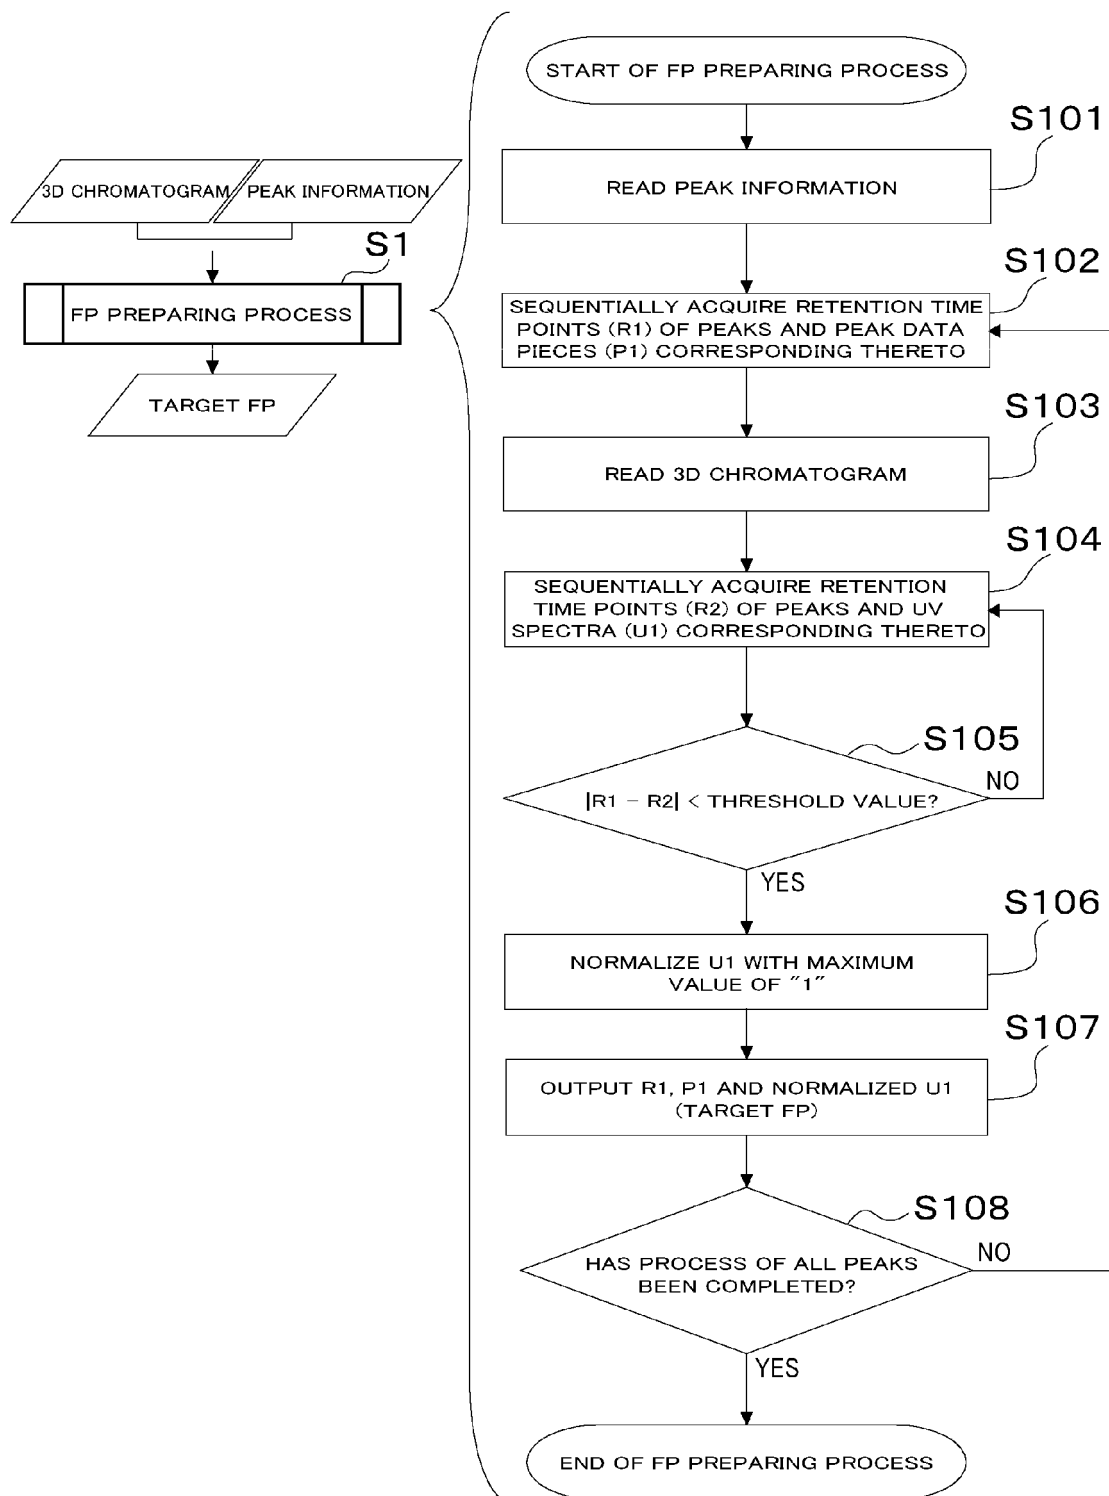 3D CHROMATOGRAM
PEAK INFORMATION
S1
FP PREPARING PROCESS
TARGET FP
START OF FP PREPARING PROCESS
S101
READ PEAK INFORMATION
S102
SEQUENTIALLY ACQUIRE RETENTION TIME
POINTS (R1) OF PEAKS AND PEAK DATA
PIECES (P1) CORRESPONDING THERETO
S103
READ 3D CHROMATOGRAM
S104
SEQUENTIALLY ACQUIRE RETENTION
TIME POINTS (R2) OF PEAKS AND UV
SPECTRA (U1) CORRESPONDING THERETO
S105
|R1 − R2| < THRESHOLD VALUE?
NO
YES
S106
NORMALIZE U1 WITH MAXIMUM
VALUE OF "1"
S107
OUTPUT R1, P1 AND NORMALIZED U1
(TARGET FP)
S108
HAS PROCESS OF ALL PEAKS
BEEN COMPLETED?
NO
YES
END OF FP PREPARING PROCESS